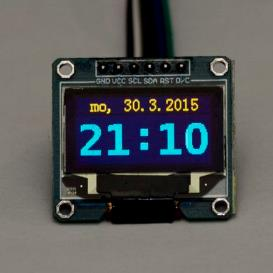 GND VCC SCL SDA RST D/C
mo, 30.3.2015
21:10